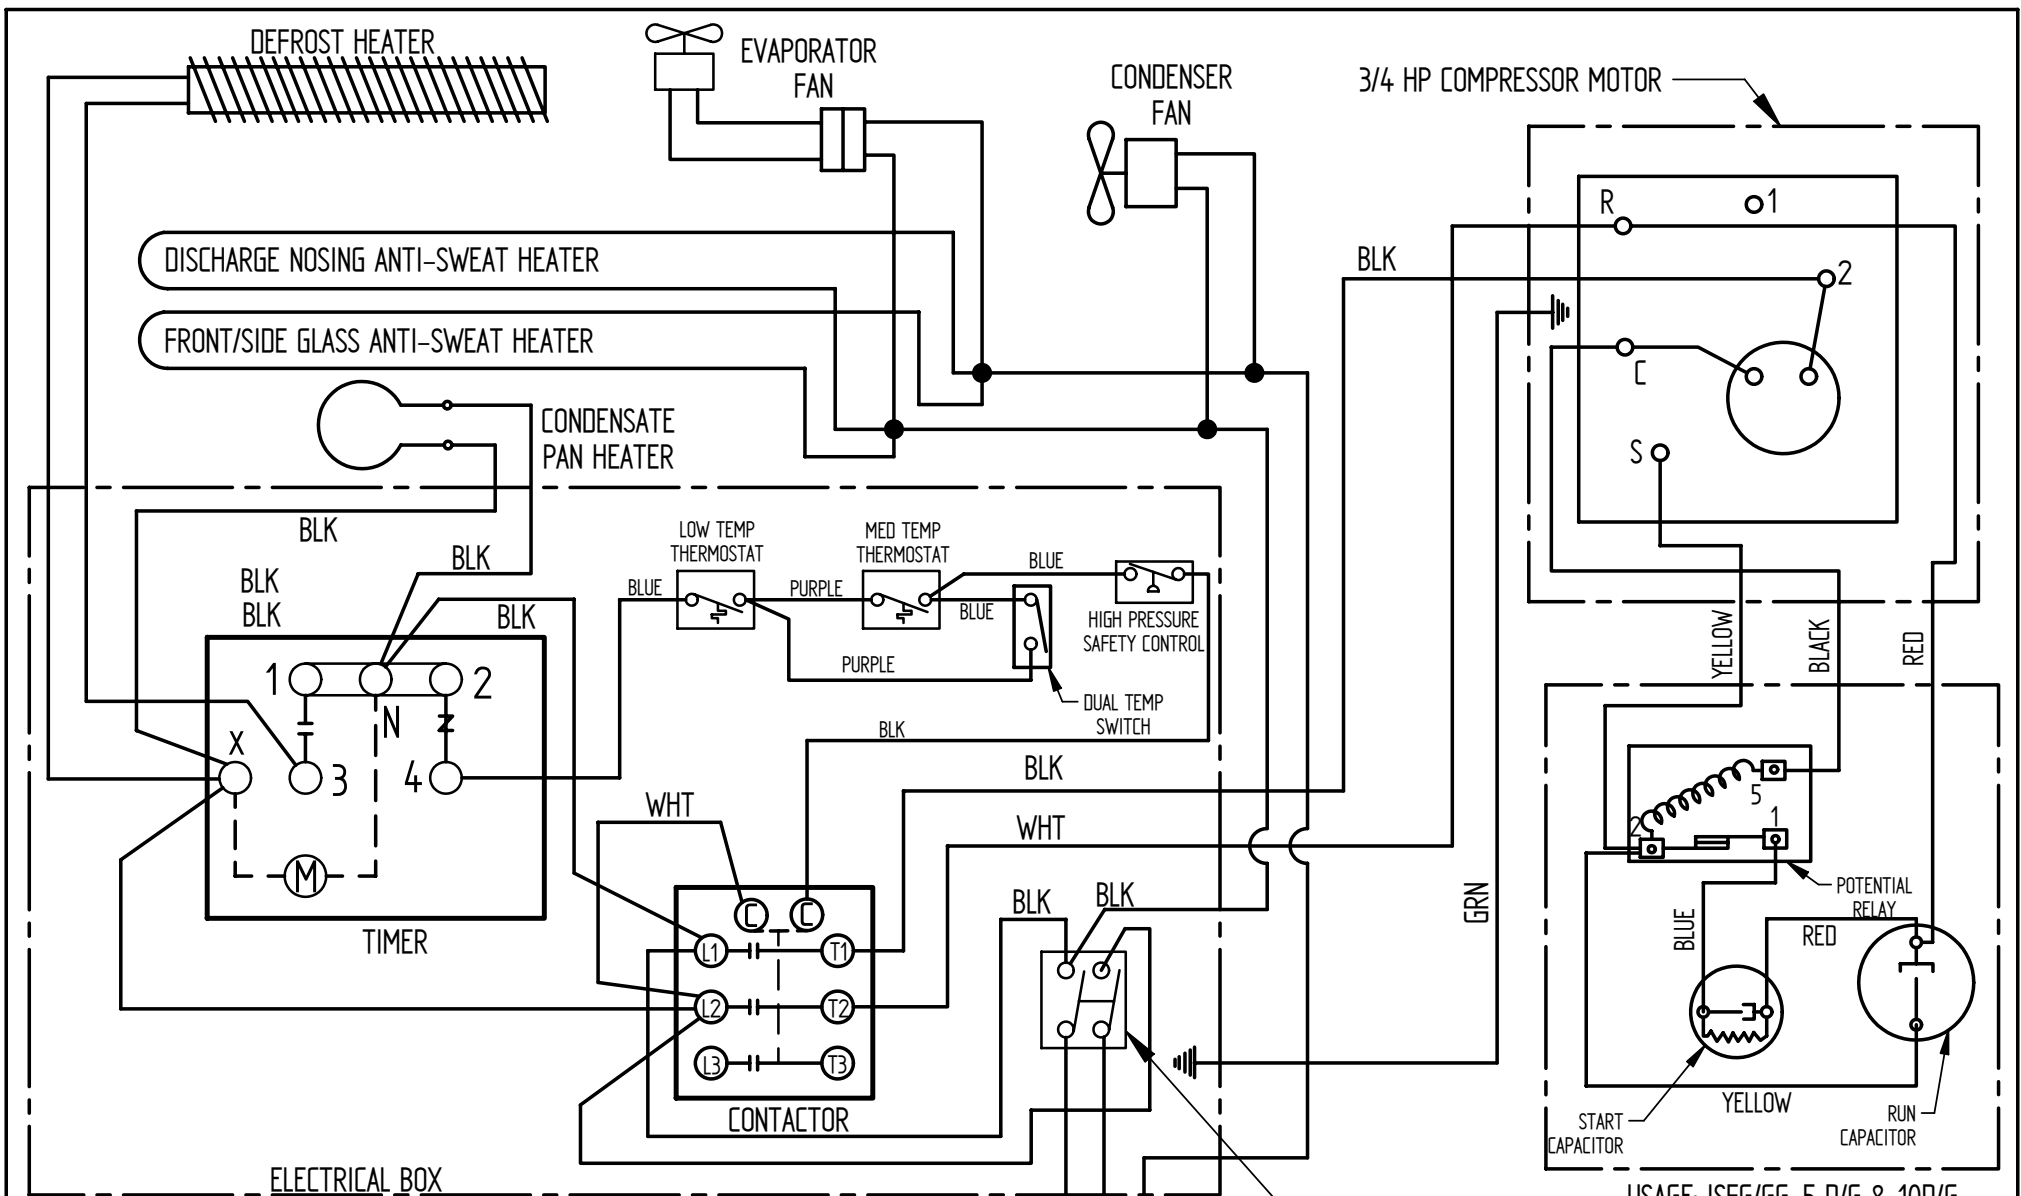 DEFROST HEATER
EVAPORATOR
FAN
CONDENSER
FAN
3/4 HP COMPRESSOR MOTOR
R
1
BLK
2
C
S
DISCHARGE NOSING ANTI-SWEAT HEATER
FRONT/SIDE GLASS ANTI-SWEAT HEATER
CONDENSATE
PAN HEATER
BLK
BLK
BLK
BLK
BLK
LOW TEMP
THERMOSTAT
MED TEMP
THERMOSTAT
BLUE
PURPLE
BLUE
BLUE
PURPLE
HIGH PRESSURE
SAFETY CONTROL
DUAL TEMP
SWITCH
BLK
BLK
YELLOW
BLACK
RED
1
2
N
X
3
4
M
TIMER
WHT
WHT
C
C
L1
T1
L2
T2
L3
T3
CONTACTOR
BLK
BLK
GRN
5
2
1
POTENTIAL
RELAY
BLUE
RED
YELLOW
START
CAPACITOR
RUN
CAPACITOR
ELECTRICAL BOX